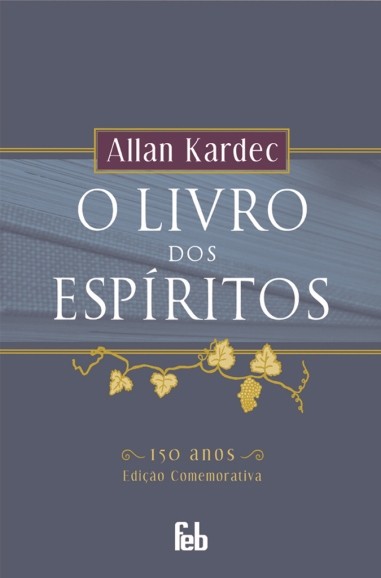 Allan Kardec
O LIVRO
DOS
ESPÍRITOS
150 anos
Edição Comemorativa
feb